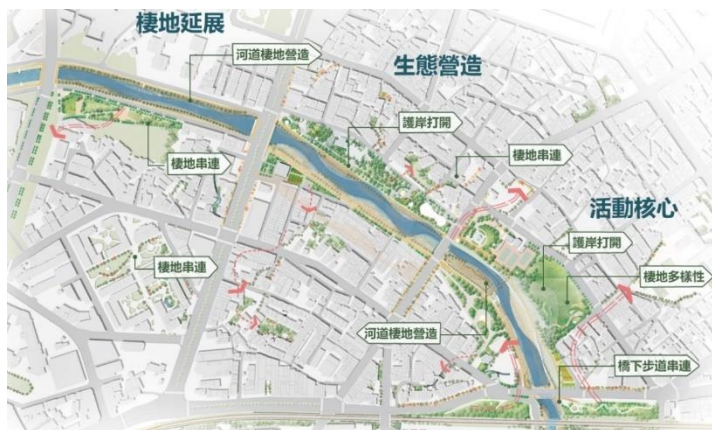 棲地延展
河道棲地營造
生態營造
護岸打開
棲地串連
棲地串連
活動核心
護岸打開
棲地串連
棲地多樣性
河道棲地營造
橋下步道串連